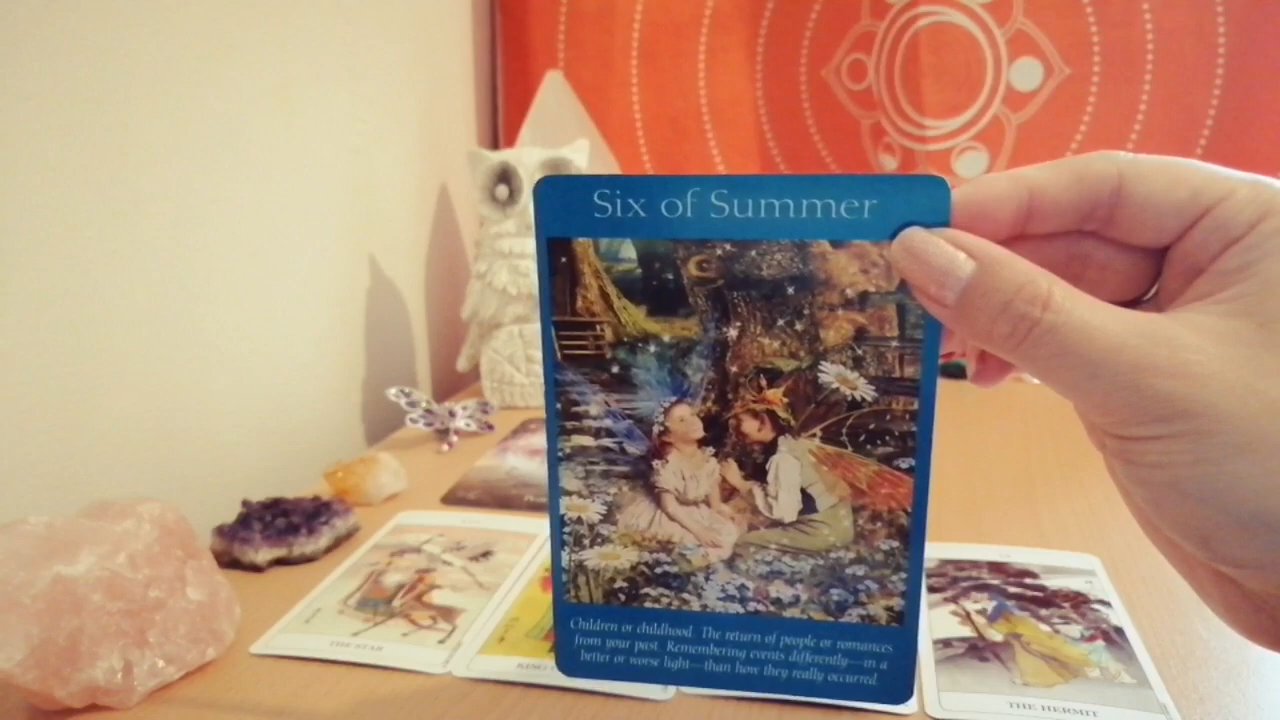 Six of Summer
Children or childhood. The return of people or romances
from your past. Remembering events differently—in a
better or worse light—than how they really occurred.
THE STAR
KING
THE HERMIT